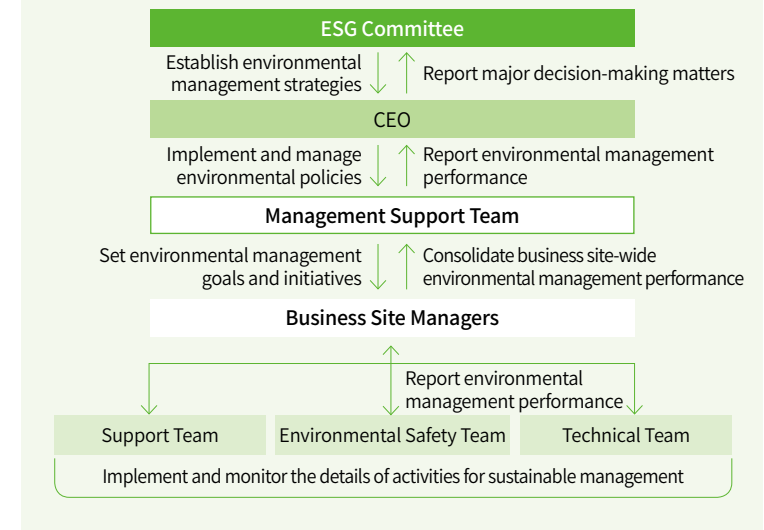 ESG Committee
Establish environmental
management strategies
Report major decision-making matters
CEO
Implement and manage
environmental policies
Report environmental management
performance
Management Support Team
Set environmental management
goals and initiatives
Consolidate business site-wide
environmental management performance
Business Site Managers
Report environmental
management performance
Support Team
Environmental Safety Team
Technical Team
Implement and monitor the details of activities for sustainable management